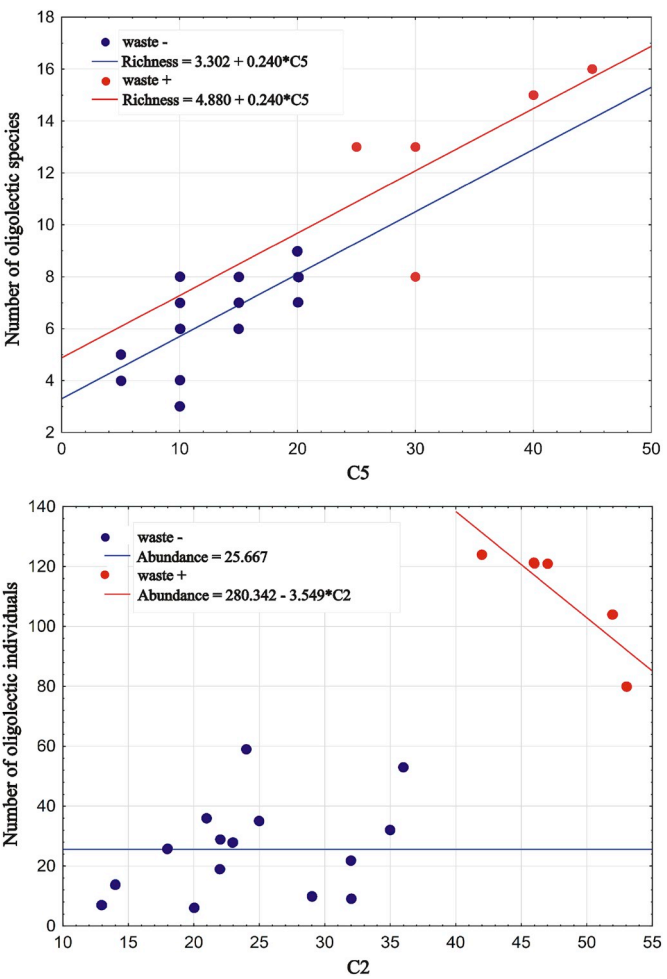 18
16
14
12
10
8
6
4
2
Number of oligolectic species
waste -
Richness = 3.302 + 0.240*C5
waste +
Richness = 4.880 + 0.240*C5
0 10 20 30 40 50
C5
140
120
100
80
60
40
20
0
Number of oligolectic individuals
waste -
Abundance = 25.667
waste +
Abundance = 280.342 - 3.549*C2
10 15 20 25 30 35 40 45 50 55
C2